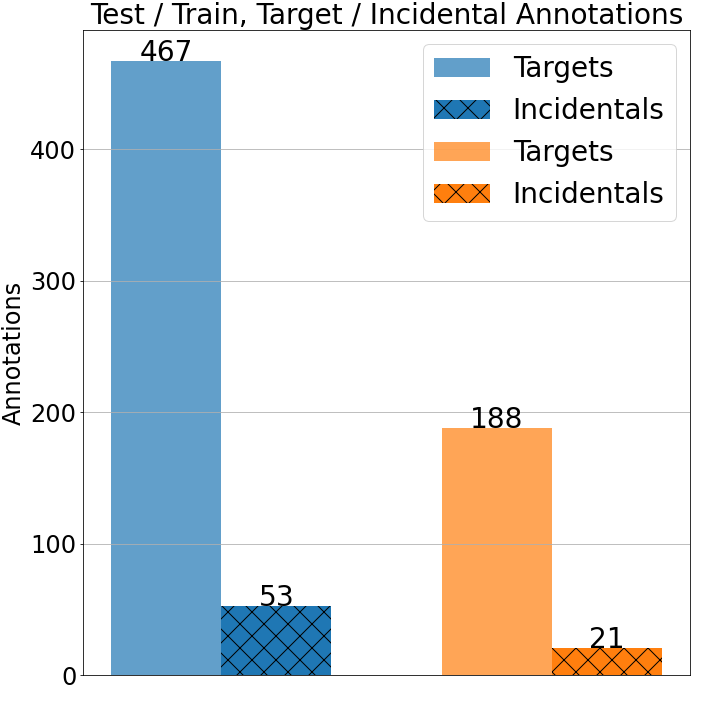 Test / Train, Target / Incidental Annotations
467
Targets
Incidentals
Targets
Incidentals
400
300
200
100
0
Annotations
188
53
21